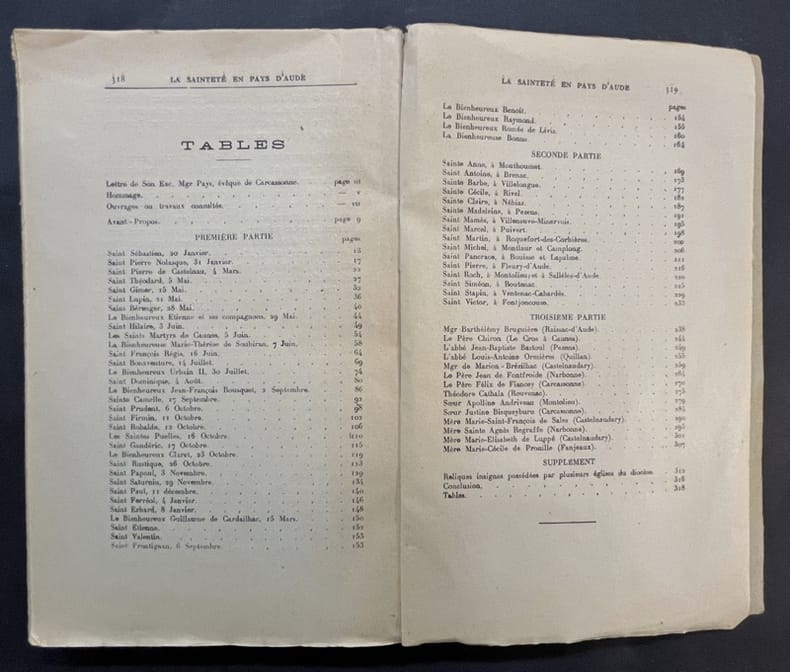 318 LA SAINTETÉ EN PAYS D'AUDE
TABLES
Lettre de Son Exc. Mgr Pays, évêque de Carcassonne. page III
Hommage. — V
Ouvrages ou travaux consultés. — VII
Avant-Propos. page 9
PREMIÈRE PARTIE pages
Saint Sébastien, 20 Janvier. 13
Saint Pierre Nolasque, 31 Janvier. 17
Saint Pierre de Castelnau, 4 Mars. 22
Saint Théodard, 5 Mai. 27
Saint Gimer, 15 Mai. 32
Saint Lupin, 21 Mai. 36
Saint Bérenger, 28 Mai. 40
Le Bienheureux Etienne et ses compagnons, 29 Mai. 44
Saint Hilaire, 3 Juin. 49
Les Saints Martyrs de Caunes, 5 Juin. 54
La Bienheureuse Marie-Thérèse de Soubiran, 7 Juin. 58
Saint François Régis, 16 Juin. 64
Saint Bonaventure, 14 Juillet. 69
Le Bienheureux Urbain II, 30 Juillet. 74
Saint Dominique, 4 Août. 80
Le Bienheureux Jean-François Bousquet, 2 Septembre. 86
Sainte Camelle, 17 Septembre. 92
Saint Prudent, 6 Octobre. 98
Saint Firmin, 11 Octobre. 102
Saint Robalde, 12 Octobre. 106
Les Saintes Puelles, 16 Octobre. 110
Saint Gandéric, 17 Octobre. 115
Le Bienheureux Claret, 23 Octobre. 119
Saint Rustique, 26 Octobre. 123
Saint Papoul, 3 Novembre. 129
Saint Saturnin, 29 Novembre. 134
Saint Paul, 11 décembre. 140
Saint Ferréol, 4 Janvier. 146
Saint Erhard, 8 Janvier. 148
Le Bienheureux Guillaume de Cardailhac, 15 Mars. 150
Saint Etienne. 152
Saint Valentin. 153
Saint Frontignan, 6 Septembre. 153
LA SAINTETÉ EN PAYS D'AUDE 319
pages
Le Bienheureux Benoît. 154
Le Bienheureux Raymond. 155
Le Bienheureux Romée de Livia. 160
La Bienheureuse Bonne. 164
SECONDE PARTIE
Sainte Anne, à Monthoumet. 169
Saint Antoine, à Brenac. 173
Sainte Barbe, à Villelongue. 177
Sainte Cécile, à Rivel. 182
Sainte Claire, à Nébias. 187
Sainte Madeleine, à Pezens. 191
Saint Mamès, à Villeneuve-Minervois. 195
Saint Marcel, à Puivert. 198
Saint Martin, à Roquefort-des-Corbières.
Saint Michel, à Montlaur et Camplong. 206
Saint Pancrace, à Bouisse et Lapalme. 211
Saint Pierre, à Fleury-d'Aude. 216
Saint Roch, à Montolieu et à Sallèles-d'Aude 220
Saint Siméon, à Boutenac. 225
Saint Stapin, à Ventenac-Cabardès. 229
Saint Victor, à Fontjoncouse. 233
TROISIEME PARTIE
Mgr Barthélémy Bruguière (Raissac-d'Aude). 238
Le Père Chiron (Le Cros à Caunes). 244
L'abbé Jean-Baptiste Bastoul (Pezens). 249
L'abbé Louis-Antoine Ormières (Quillan). 255
Mgr de Marion-Brézilhac (Castelnaudary) 259
Le Père Jean de Fontfroide (Narbonne). 264
Le Père Félix de Fiancey (Carcassonne). 270
Théodore Cathala (Rouvenac). 275
Sœur Apolline Andriveau (Montolieu). 279
Sœur Justine Bisqueyburu (Carcassonne). 285
Mère Marie-Saint-François de Sales (Castelnaudary). 290
Mère Sainte Agnès Regraffe (Narbonne). 295
Mère Marie-Elisabeth de Luppé (Castelnaudary). 301
Mère Marie-Cécile de Prouille (Fanjeaux). 307
SUPPLÉMENT
Reliques insignes possédées par plusieurs églises du diocèse. 312
Conclusion. 316
Tables. 318